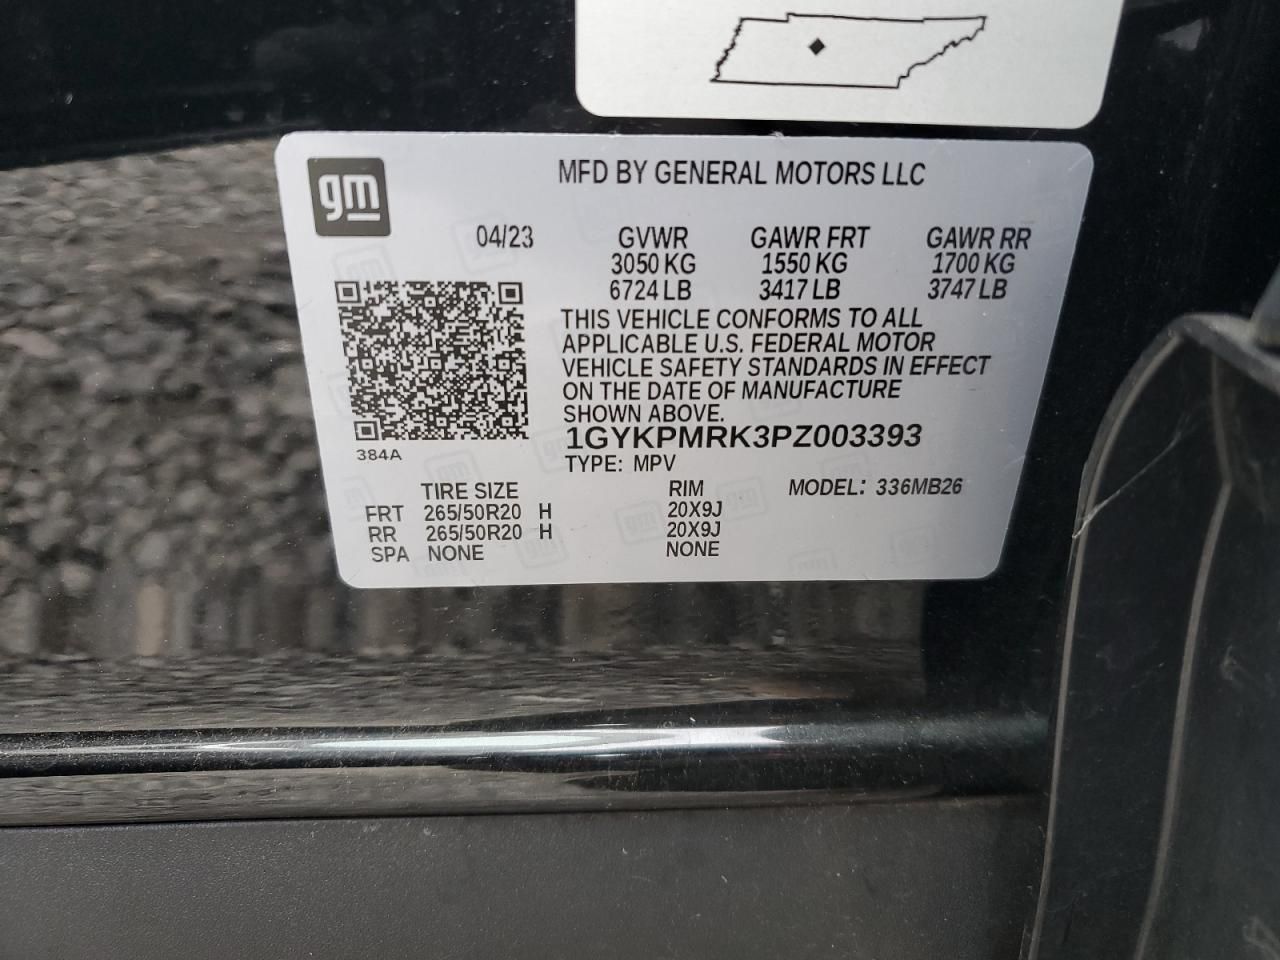 gm
MFD BY GENERAL MOTORS LLC
04/23 GVWR GAWR FRT GAWR RR
3050 KG 1550 KG 1700 KG
6724 LB 3417 LB 3747 LB
THIS VEHICLE CONFORMS TO ALL
APPLICABLE U.S. FEDERAL MOTOR
VEHICLE SAFETY STANDARDS IN EFFECT
ON THE DATE OF MANUFACTURE
SHOWN ABOVE.
1GYKPMRK3PZ003393
384A
TYPE: MPV
TIRE SIZE RIM MODEL: 336MB26
FRT 265/50R20 H 20X9J
RR 265/50R20 H 20X9J
SPA NONE NONE